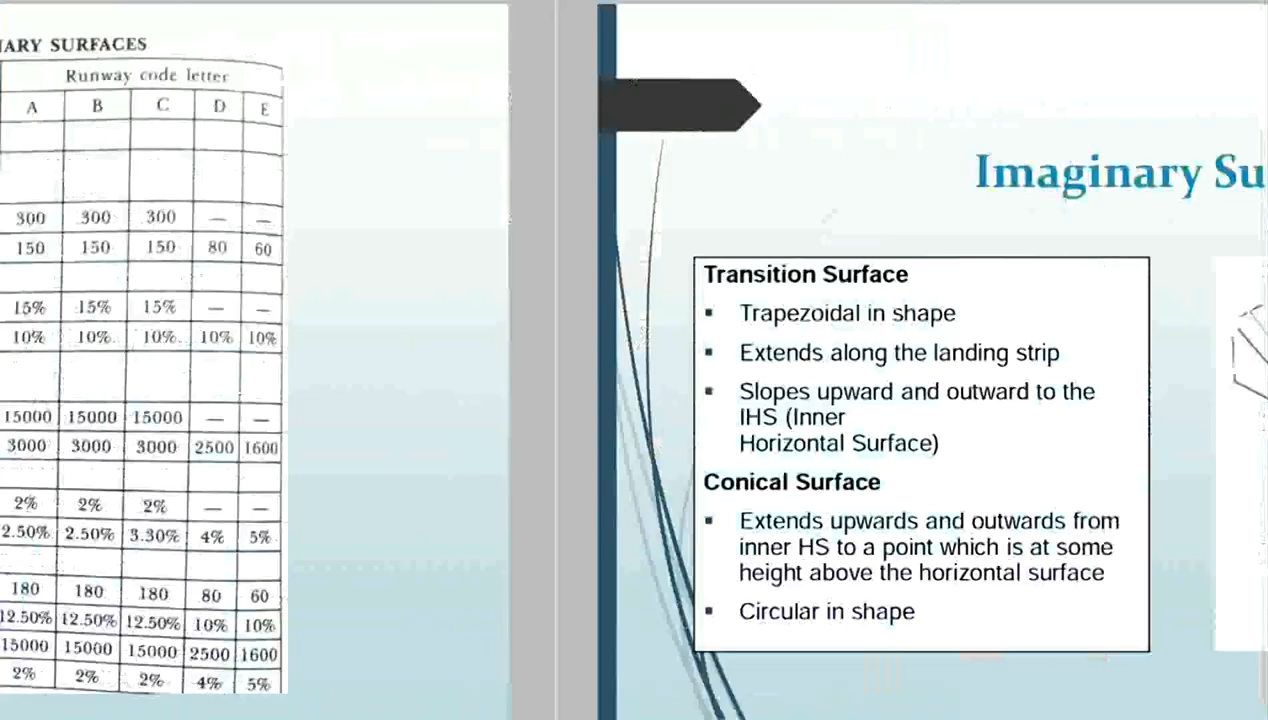 IARY SURFACES
Runway code letter
A B C D E
300 300 300 — —
150 150 150 80 60
15% 15% 15% — —
10% 10% 10% 10% 10%
15000 15000 15000 — —
3000 3000 3000 2500 1600
2% 2% 2% — —
2.50% 2.50% 3.30% 4% 5%
180 180 180 80 60
12.50% 12.50% 12.50% 10% 10%
15000 15000 15000 2500 1600
2% 2% 2% 4% 5%
Imaginary Su
Transition Surface
▪ Trapezoidal in shape
▪ Extends along the landing strip
▪ Slopes upward and outward to the
IHS (Inner
Horizontal Surface)
Conical Surface
▪ Extends upwards and outwards from
inner HS to a point which is at some
height above the horizontal surface
▪ Circular in shape